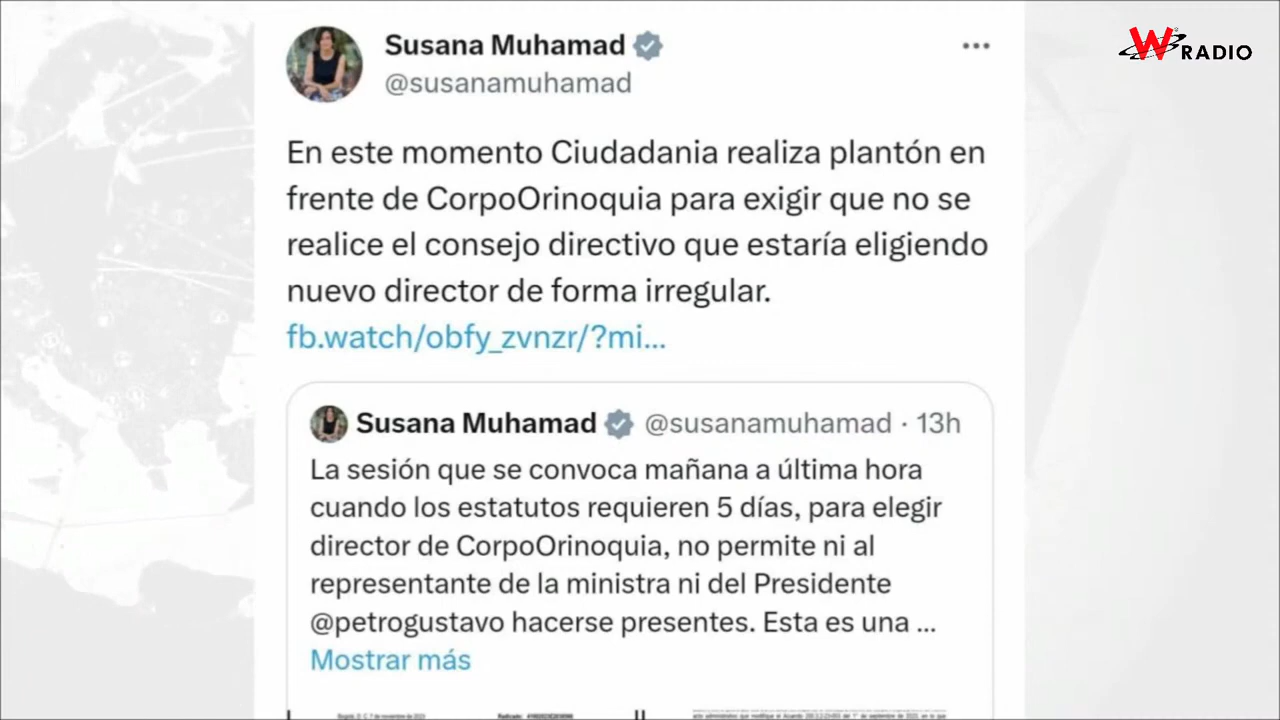 Susana Muhamad
@susanamuhamad
W RADIO
En este momento Ciudadania realiza plantón en
frente de CorpoOrinoquia para exigir que no se
realice el consejo directivo que estaría eligiendo
nuevo director de forma irregular.
fb.watch/obfy_zvnzr/?mi...
Susana Muhamad @susanamuhamad · 13h
La sesión que se convoca mañana a última hora
cuando los estatutos requieren 5 días, para elegir
director de CorpoOrinoquia, no permite ni al
representante de la ministra ni del Presidente
@petrogustavo hacerse presentes. Esta es una ...
Mostrar más